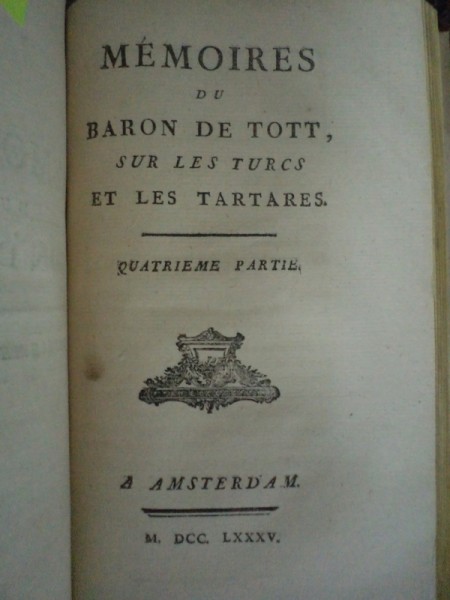 MÉMOIRES
DU
BARON DE TOTT,
SUR LES TURCS
ET LES TARTARES.
QUATRIEME PARTIE.
A AMSTERDAM.
M. DCC. LXXXV.